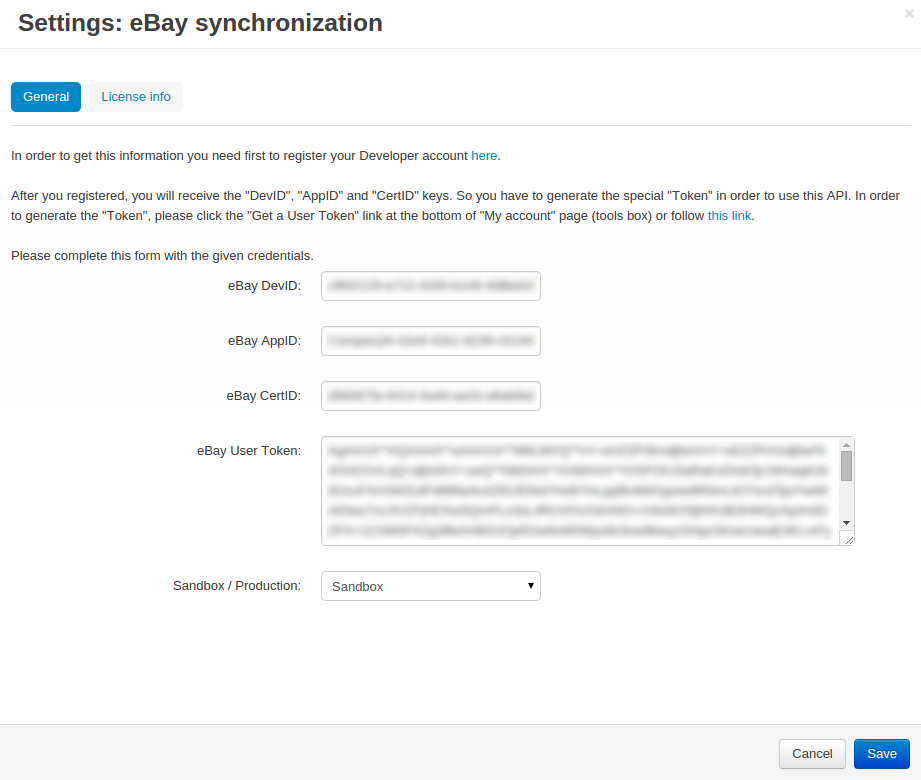 Settings: eBay synchronization
×
General
License info
In order to get this information you need first to register your Developer account here.
After you registered, you will receive the "DevID", "AppID" and "CertID" keys. So you have to generate the special "Token" in order to use this API. In order
to generate the "Token", please click the "Get a User Token" link at the bottom of "My account" page (tools box) or follow this link.
Please complete this form with the given credentials.
eBay DevID:
eBay AppID:
eBay CertID:
eBay User Token:
Sandbox / Production:
Sandbox
Cancel
Save